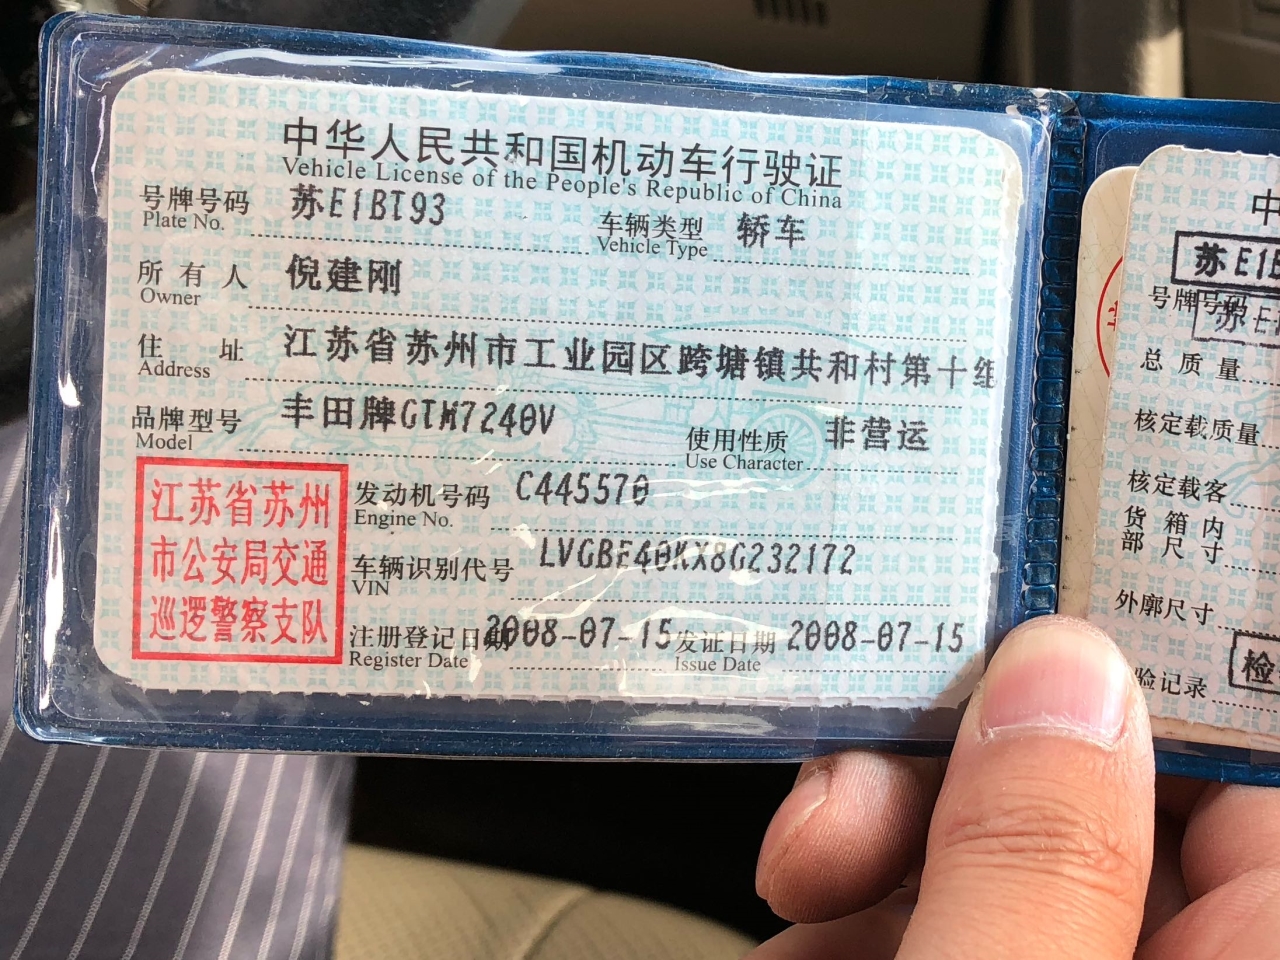 中华人民共和国机动车行驶证
Vehicle License of the People's Republic of China
号牌号码 苏E1BT93 车辆类型 轿车
Plate No. Vehicle Type
所有人 倪建刚
Owner
住址 江苏省苏州市工业园区跨塘镇共和村第十组
Address
品牌型号 丰田牌GTM7240V 使用性质 非营运
Model Use Character
江苏省苏州
市公安局交通
巡逻警察支队
发动机号码 C445570
Engine No.
车辆识别代号 LVGBE40KX8G232172
VIN
注册登记日期 2008-07-15 发证日期 2008-07-15
Register Date Issue Date
中
苏E1B
号牌号码 苏E
总质量
核定载质量
核定载客
货箱内
部尺寸
外廓尺寸
检
验记录